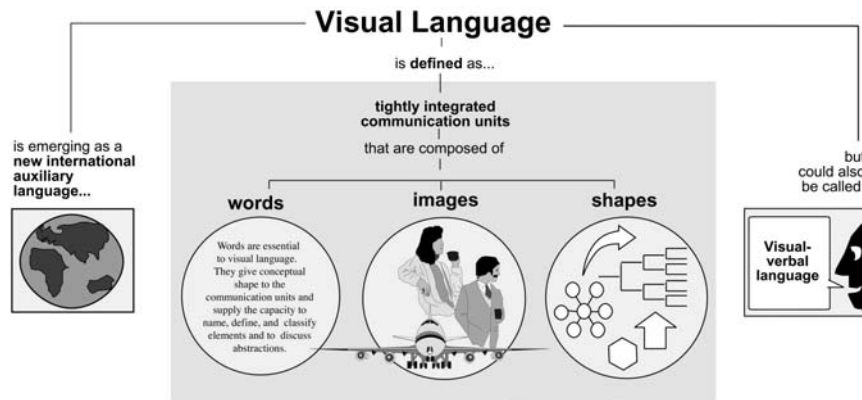 Visual Language
is defined as...
tightly integrated
communication units
that are composed of
is emerging as a
new international
auxiliary
language...
words
images
shapes
Words are essential
to visual language.
They give conceptual
shape to the
communication units and
supply the capacity to
name, define, and classify
elements and to discuss
abstractions.
but
could also
be called
Visual-
verbal
language